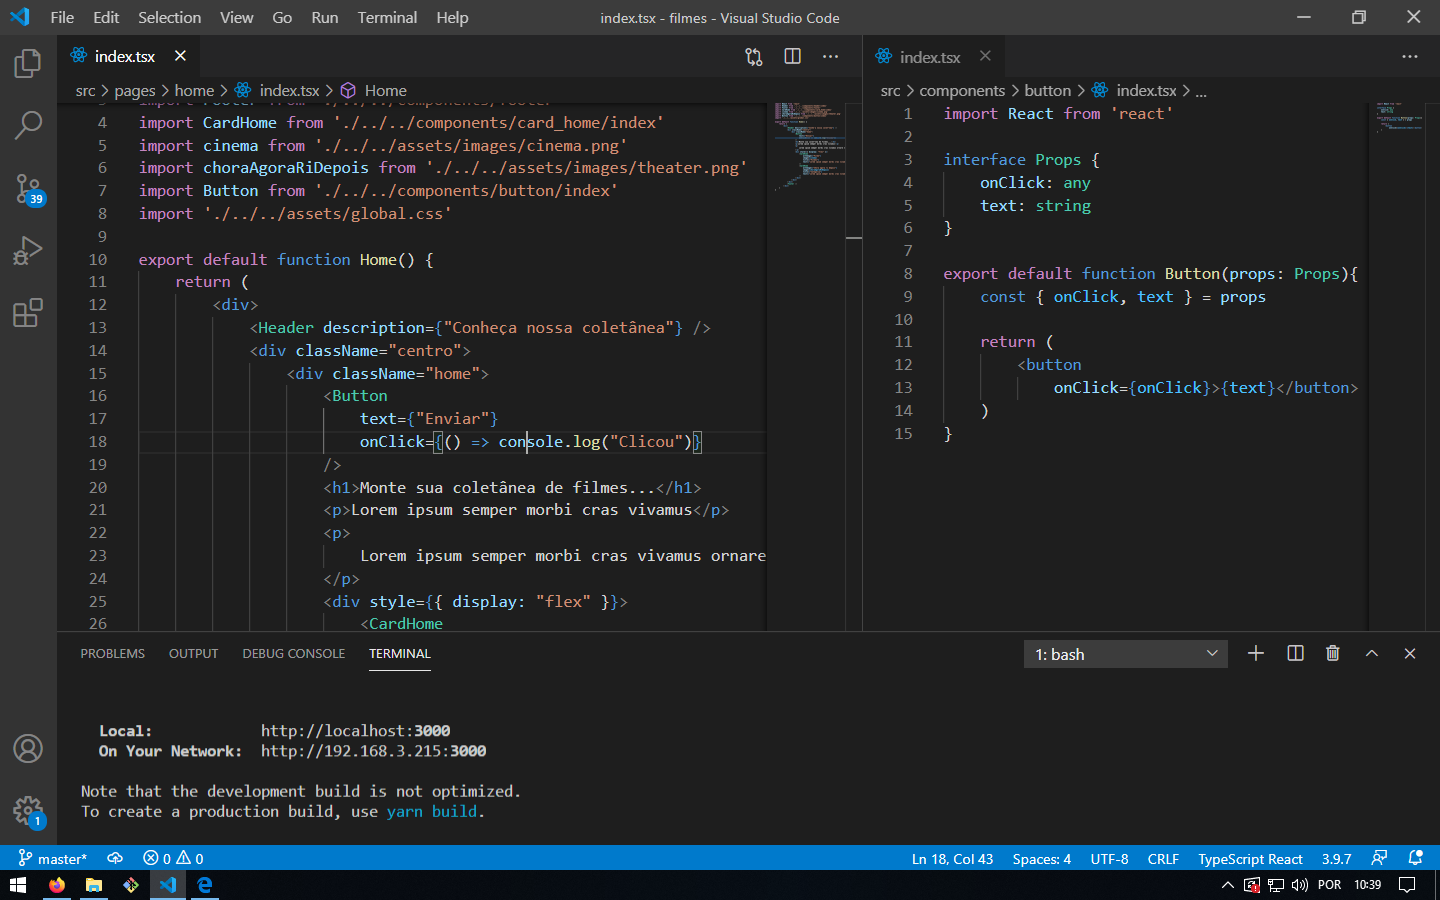 File Edit Selection View Go Run Terminal Help index.tsx - filmes - Visual Studio Code
index.tsx
src > pages > home > index.tsx > Home
4 import CardHome from './../../components/card_home/index'
5 import cinema from './../../assets/images/cinema.png'
6 import choraAgoraRiDepois from './../../assets/images/theater.png'
7 import Button from './../../components/button/index'
8 import './../../assets/global.css'
9
10 export default function Home() {
11 return (
12 <div>
13 <Header description={"Conheça nossa coletânea"} />
14 <div className="centro">
15 <div className="home">
16 <Button
17 text={"Enviar"}
18 onClick={() => console.log("Clicou")}
19 />
20 <h1>Monte sua coletânea de filmes...</h1>
21 <p>Lorem ipsum semper morbi cras vivamus</p>
22 <p>
23 Lorem ipsum semper morbi cras vivamus ornare
24 </p>
25 <div style={{ display: "flex" }}>
26 <CardHome
index.tsx
src > components > button > index.tsx > ...
1 import React from 'react'
2
3 interface Props {
4 onClick: any
5 text: string
6 }
7
8 export default function Button(props: Props){
9 const { onClick, text } = props
10
11 return (
12 <button
13 onClick={onClick}>{text}</button>
14 )
15 }
PROBLEMS OUTPUT DEBUG CONSOLE TERMINAL 1: bash
Local: http://localhost:3000
On Your Network: http://192.168.3.215:3000
Note that the development build is not optimized.
To create a production build, use yarn build.
39
1
master* 0 0 Ln 18, Col 43 Spaces: 4 UTF-8 CRLF TypeScript React 3.9.7
POR 10:39